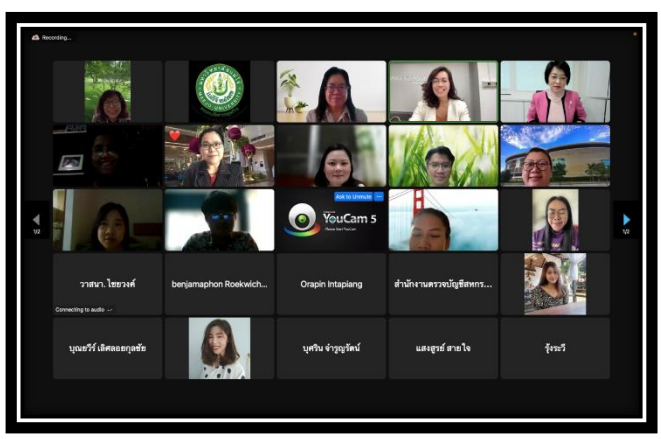 Recording...
Ask to Unmute
YouCam 5
Please Start YouCam
1/2
1/2
วาสนา. ไชยวงค์
benjamaphon Roekwich...
Orapin Intapiang
สำนักงานตรวจบัญชีสหกร...
Connecting to audio
บุณยวีร์ เลิศลอยกุลชัย
บุศริน จำรูญรัตน์
แสงสูรย์ สายใจ
รุ้งระวี